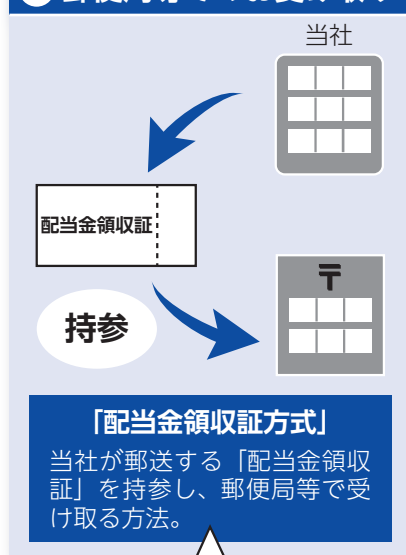 当社
配当金領収証
〒
持参
「配当金領収証方式」
当社が郵送する「配当金領収
証」を持参し、郵便局等で受
け取る方法。